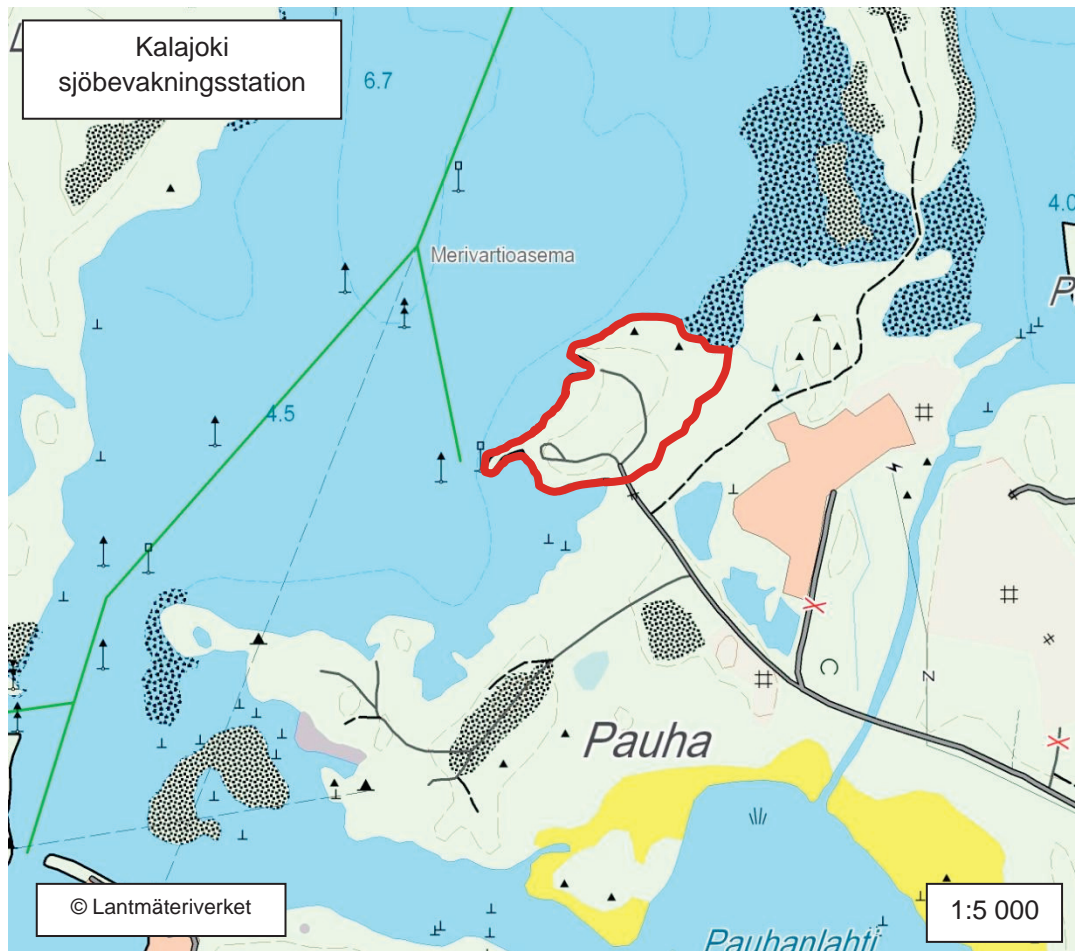 Kalajoki
sjöbevakningsstation
6.7
4.0
Merivartioasema
4.5
Pauha
© Lantmäteriverket
1:5 000
Pauhanlahti